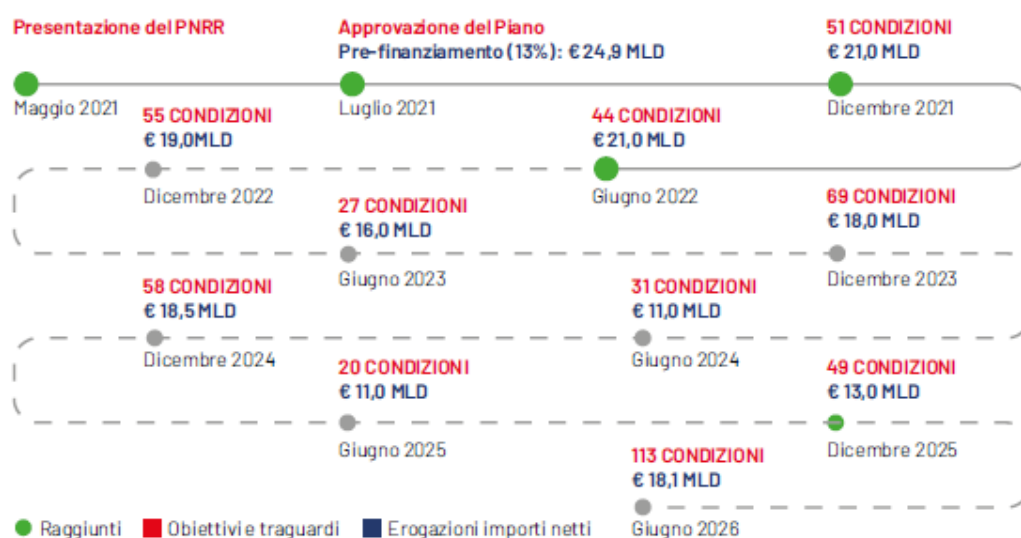 Presentazione del PNRR
Approvazione del Piano
Pre-finanziamento (13%): € 24,9 MLD
51 CONDIZIONI
€ 21,0 MLD
Maggio 2021
Luglio 2021
Dicembre 2021
55 CONDIZIONI
€ 19,0MLD
Dicembre 2022
44 CONDIZIONI
€ 21,0 MLD
Giugno 2022
27 CONDIZIONI
€ 16,0 MLD
Giugno 2023
69 CONDIZIONI
€ 18,0 MLD
Dicembre 2023
58 CONDIZIONI
€ 18,5 MLD
Dicembre 2024
31 CONDIZIONI
€ 11,0 MLD
Giugno 2024
20 CONDIZIONI
€ 11,0 MLD
Giugno 2025
49 CONDIZIONI
€ 13,0 MLD
Dicembre 2025
113 CONDIZIONI
€ 18,1 MLD
Giugno 2026
Raggiunti
Obiettivi e traguardi
Erogazioni importi netti